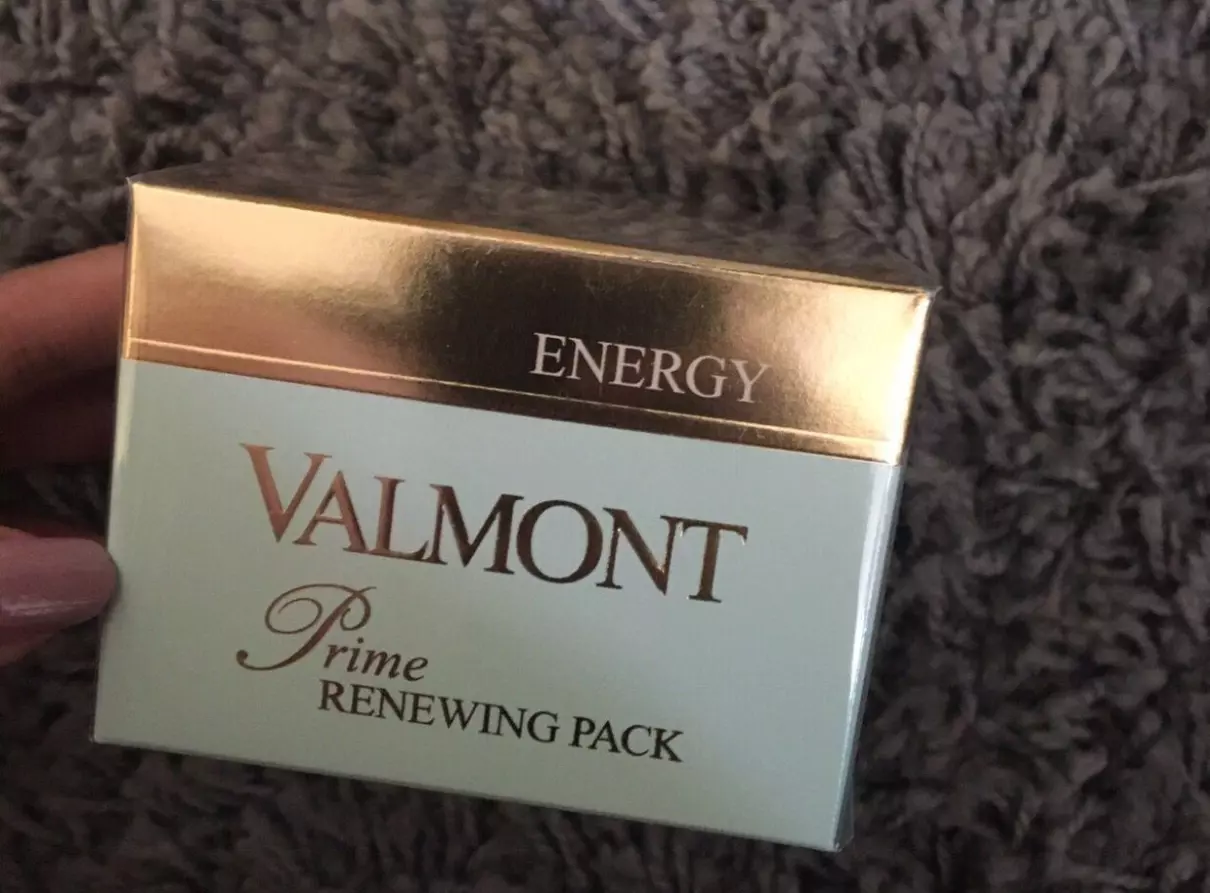 ENERGY
VALMONT
Prime
RENEWING PACK